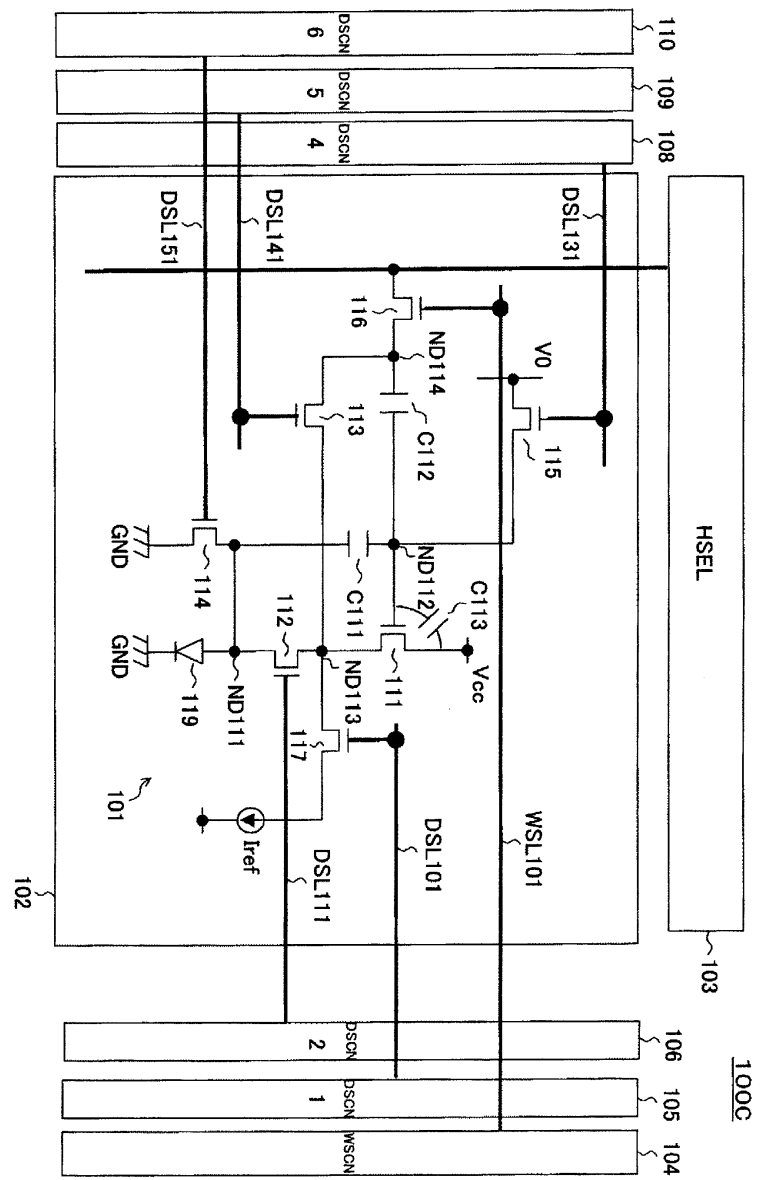 100C
HSEL
103
110
109
108
DSCN
6
DSCN
5
DSCN
4
DSL131
DSL141
DSL151
V0
115
116
ND114
113
C112
ND112
C113
C111
111
Vcc
112
ND113
114
GND
GND
119
ND111
117
Iref
101
102
WSL101
DSL101
DSL111
106
105
104
DSCN
2
DSCN
1
WSCN